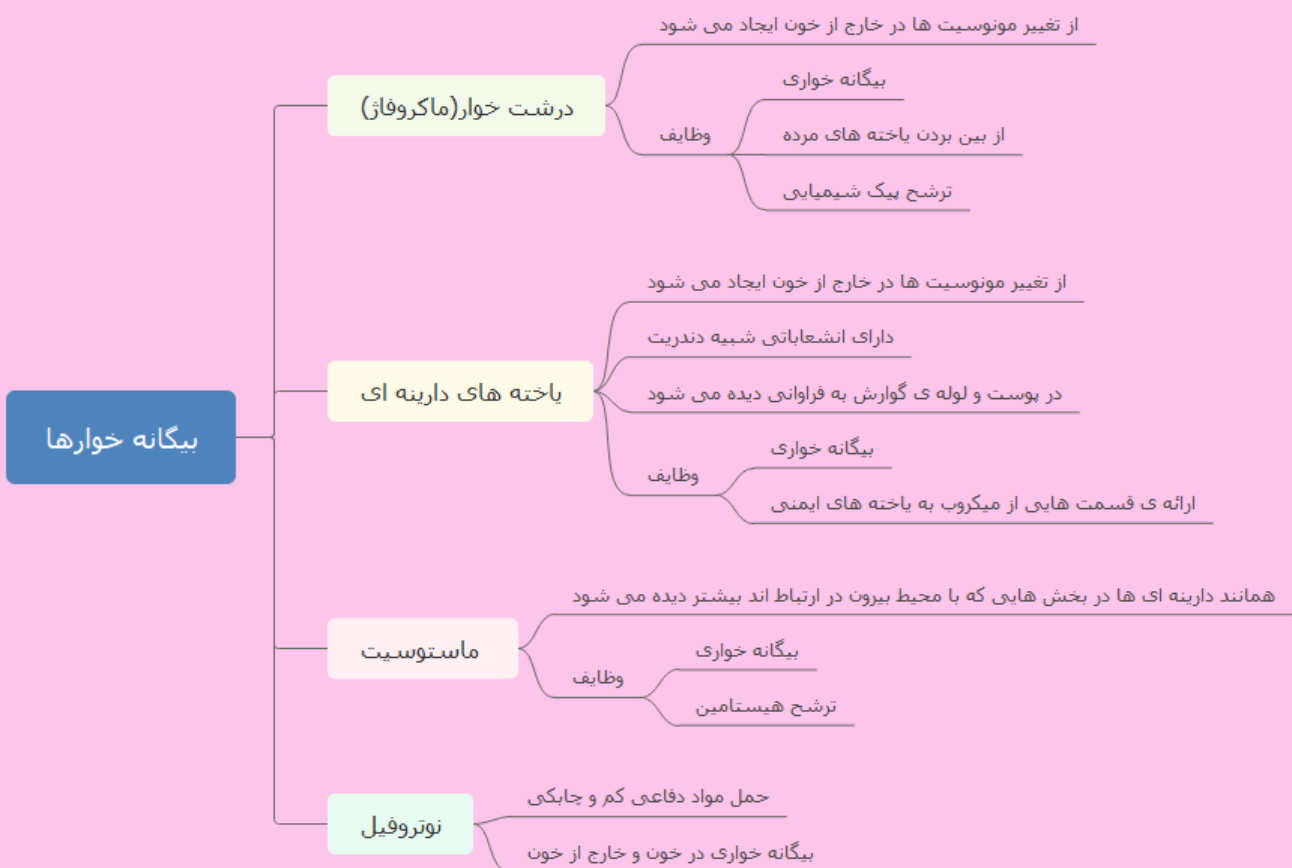 بیگانه خوارها
درشت خوار(ماکروفاژ)
از تغییر مونوسیت ها در خارج از خون ایجاد می شود
وظایف
بیگانه خواری
از بین بردن یاخته های مرده
ترشح پیک شیمیایی
یاخته های دارینه ای
از تغییر مونوسیت ها در خارج از خون ایجاد می شود
دارای انشعاباتی شبیه دندریت
در پوست و لوله ی گوارش به فراوانی دیده می شود
وظایف
بیگانه خواری
ارائه ی قسمت هایی از میکروب به یاخته های ایمنی
ماستوسیت
همانند دارینه ای ها در بخش هایی که با محیط بیرون در ارتباط اند بیشتر دیده می شود
وظایف
بیگانه خواری
ترشح هیستامین
نوتروفیل
حمل مواد دفاعی کم و چابکی
بیگانه خواری در خون و خارج از خون